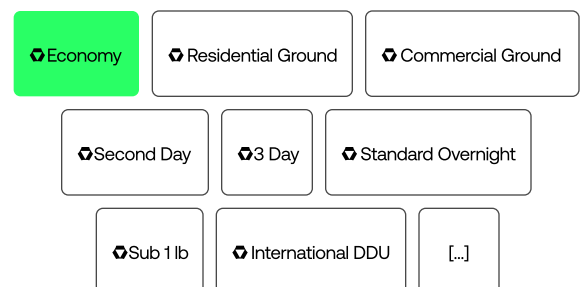 Economy
Residential Ground
Commercial Ground
Second Day
3 Day
Standard Overnight
Sub 1 lb
International DDU
[...]